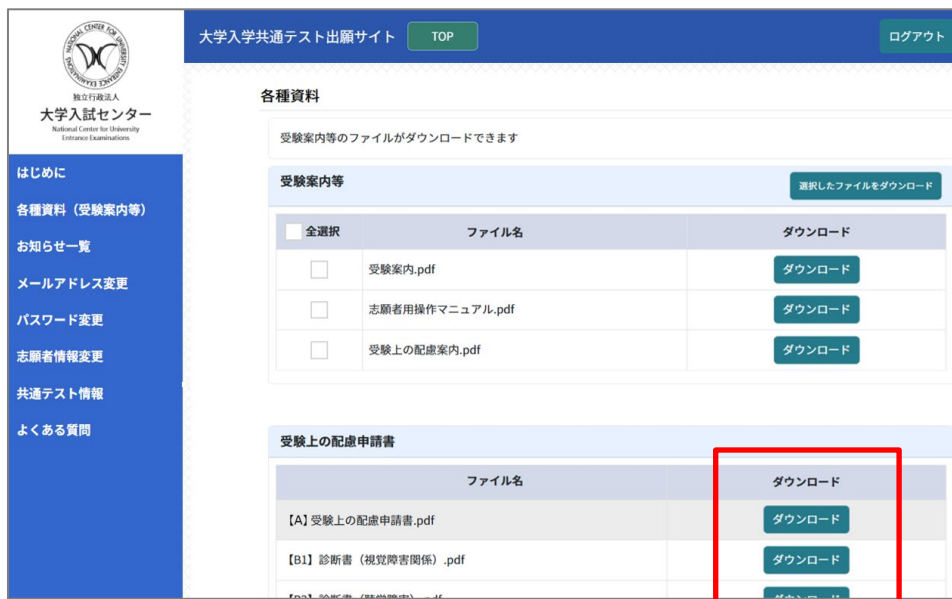 NATIONAL CENTER FOR UNIVERSITY ENTRANCE EXAMINATIONS
独立行政法人
大学入試センター
National Center for University
Entrance Examinations
はじめに
各種資料（受験案内等）
お知らせ一覧
メールアドレス変更
パスワード変更
志願者情報変更
共通テスト情報
よくある質問
大学入学共通テスト出願サイト TOP ログアウト
各種資料
受験案内等のファイルがダウンロードできます
受験案内等 選択したファイルをダウンロード
全選択 ファイル名 ダウンロード
受験案内.pdf ダウンロード
志願者用操作マニュアル.pdf ダウンロード
受験上の配慮案内.pdf ダウンロード
受験上の配慮申請書
ファイル名 ダウンロード
【A】受験上の配慮申請書.pdf ダウンロード
【B1】診断書（視覚障害関係）.pdf ダウンロード